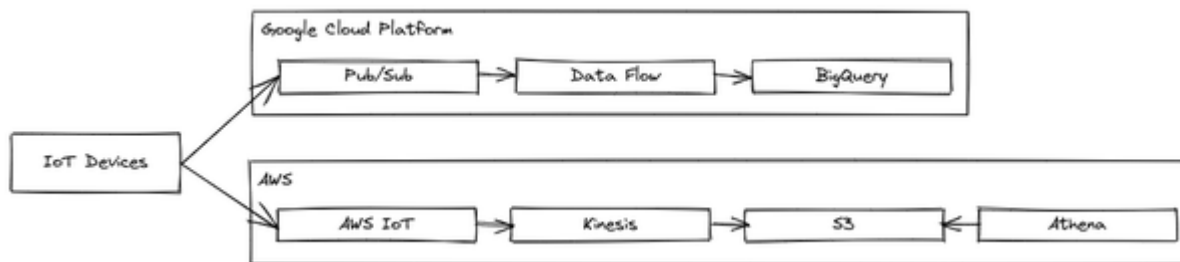 Google Cloud Platform
Pub/Sub
Data Flow
BigQuery
IoT Devices
AWS
AWS IoT
Kinesis
S3
Athena